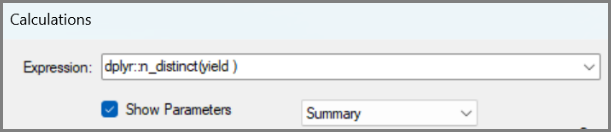 Calculations
Expression: dplyr::n_distinct(yield )
Show Parameters Summary